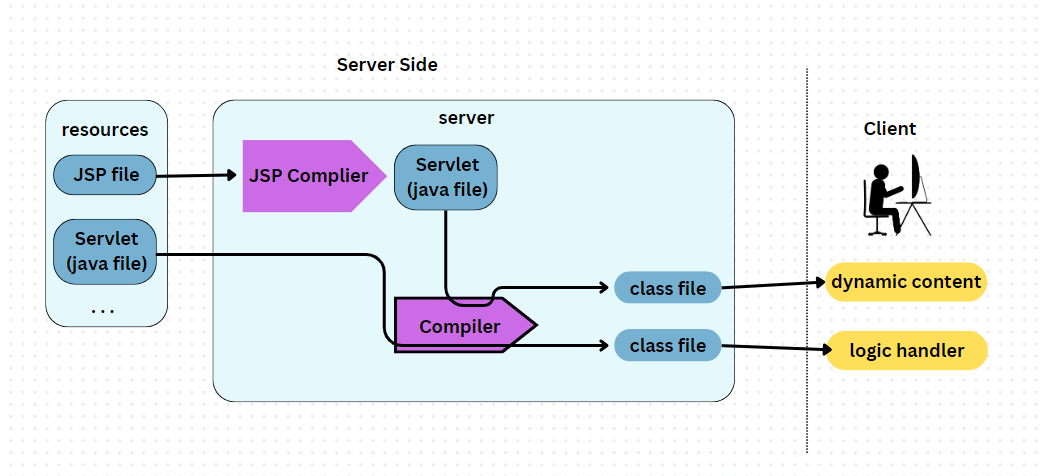 Server Side
resources
JSP file
Servlet
(java file)
...
server
JSP Complier
Servlet
(java file)
Compiler
class file
class file
Client
dynamic content
logic handler